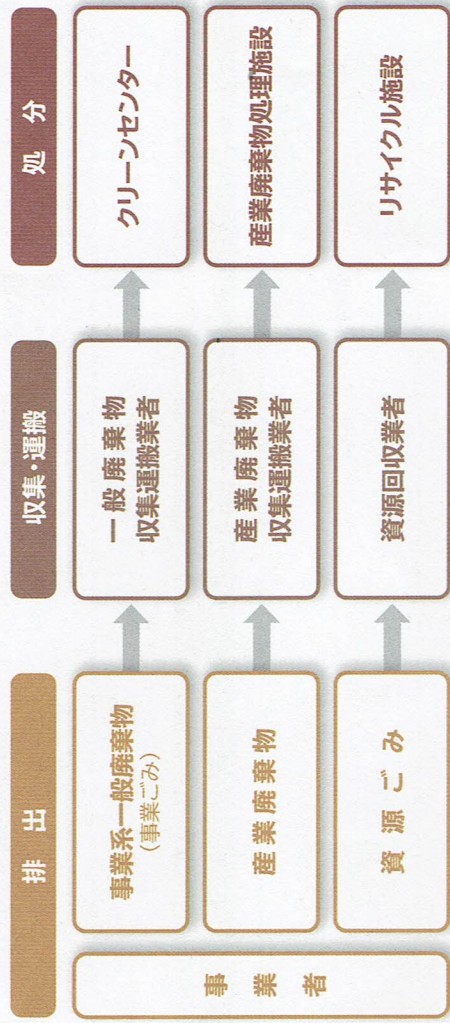 排出
収集・運搬
処分
事業者
事業系一般廃棄物
(事業ごみ)
一般廃棄物
収集運搬業者
クリーンセンター
産業廃棄物
産業廃棄物
収集運搬業者
産業廃棄物処理施設
資源ごみ
資源回収業者
リサイクル施設